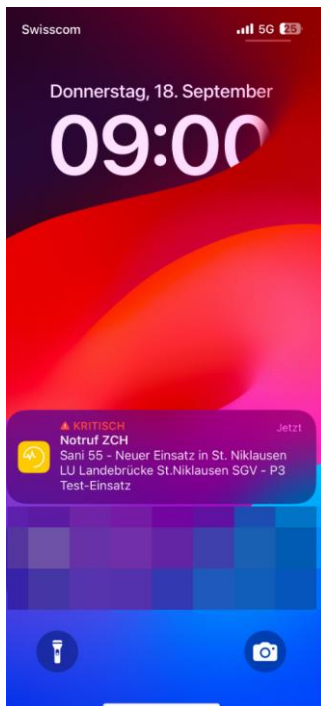 Swisscom 5G 25
Donnerstag, 18. September
09:00
KRITISCH Jetzt
Notruf ZCH
Sani 55 - Neuer Einsatz in St. Niklausen
LU Landebrücke St.Niklausen SGV - P3
Test-Einsatz